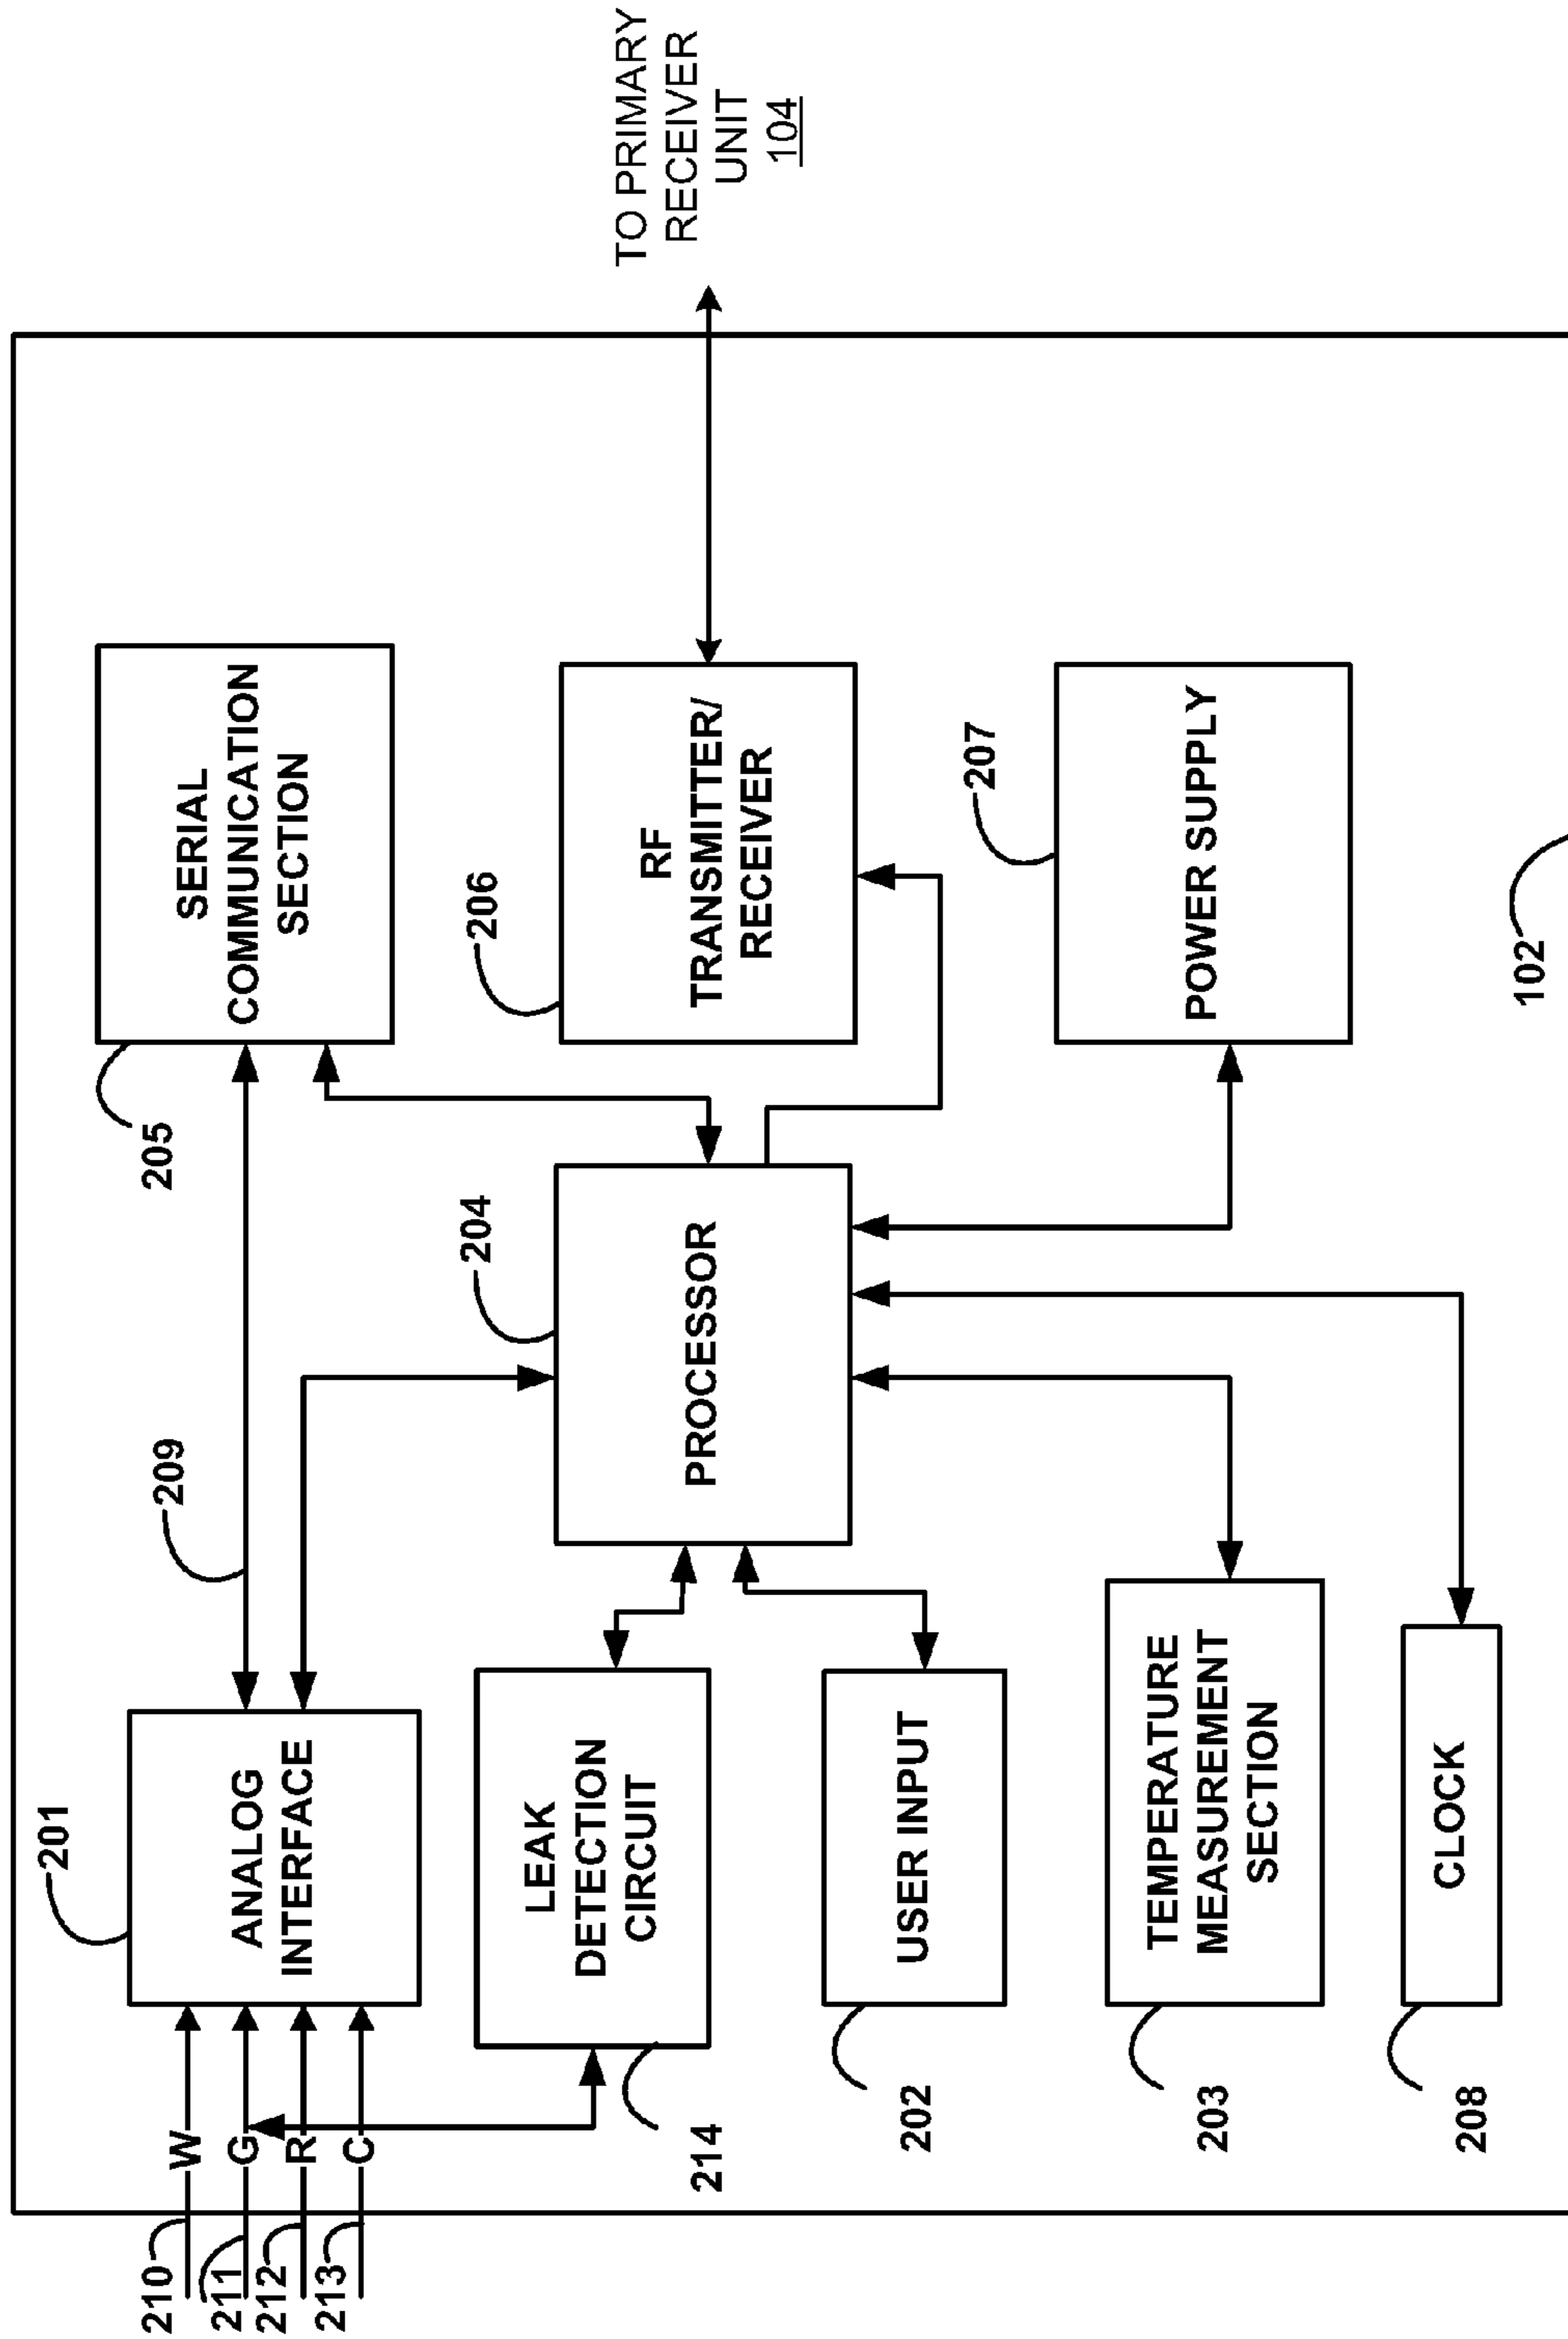 210
W
211
G
212
R
213
C
201
ANALOG
INTERFACE
209
205
SERIAL
COMMUNICATION
SECTION
214
LEAK
DETECTION
CIRCUIT
204
PROCESSOR
206
RF
TRANSMITTER/
RECEIVER
TO PRIMARY
RECEIVER
UNIT
104
202
USER INPUT
203
TEMPERATURE
MEASUREMENT
SECTION
207
POWER SUPPLY
208
CLOCK
102